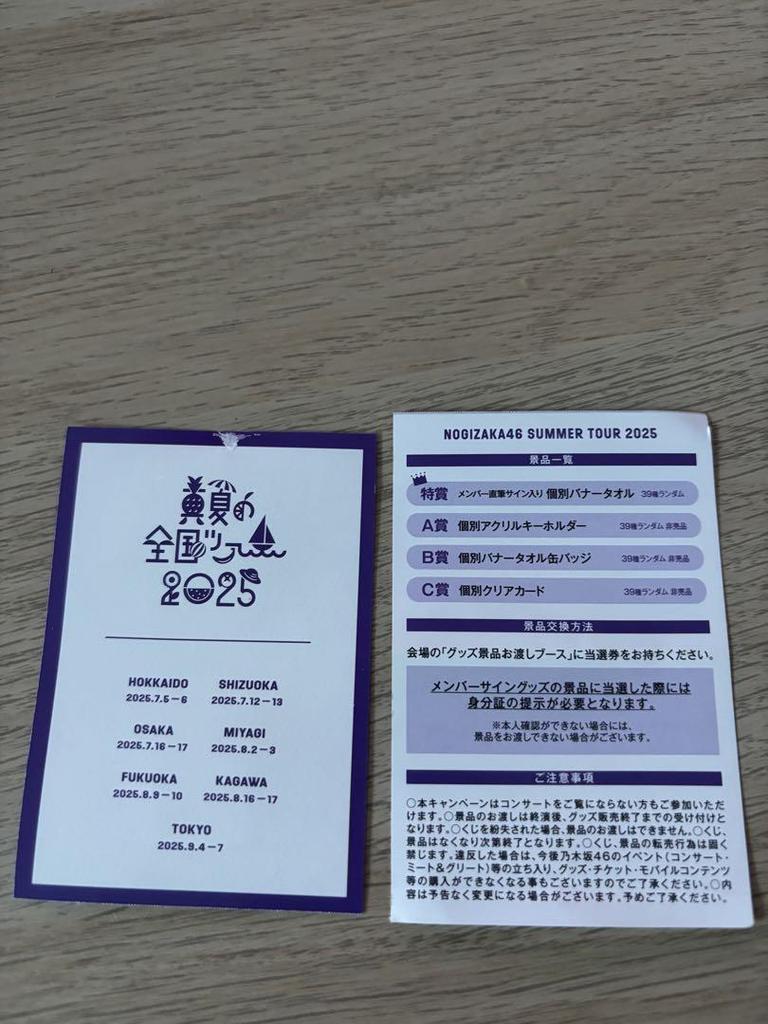 真夏の
全国ツアー
2025
HOKKAIDO
2025.7.5–6
SHIZUOKA
2025.7.12–13
OSAKA
2025.7.16–17
MIYAGI
2025.8.2–3
FUKUOKA
2025.8.9–10
KAGAWA
2025.8.16–17
TOKYO
2025.9.4–7
NOGIZAKA46 SUMMER TOUR 2025
景品一覧
特賞 メンバー直筆サイン入り 個別バナータオル 39種ランダム
A賞 個別アクリルキーホルダー 39種ランダム 非売品
B賞 個別バナータオル缶バッジ 39種ランダム 非売品
C賞 個別クリアカード 39種ランダム 非売品
景品交換方法
会場の「グッズ景品お渡しブース」に当選券をお持ちください。
メンバーサイングッズの景品に当選した際には
身分証の提示が必要となります。
※本人確認ができない場合には、
景品をお渡しできない場合がございます。
ご注意事項
○本キャンペーンはコンサートをご覧にならない方もご参加いただ
けます。○景品のお渡しは終演後、グッズ販売終了までの受け付けと
なります。○くじを紛失された場合、景品のお渡しはできません。○くじ、
景品はなくなり次第終了となります。○くじ、景品の転売行為は固く
禁じます。違反した場合は、今後乃木坂46のイベント(コンサート・
ミート&グリート)等の立ち入り、グッズ・チケット・モバイルコンテンツ
等の購入ができなくなる事もございますのでご了承ください。○内
容は予告なく変更になる場合がございます。予めご了承ください。